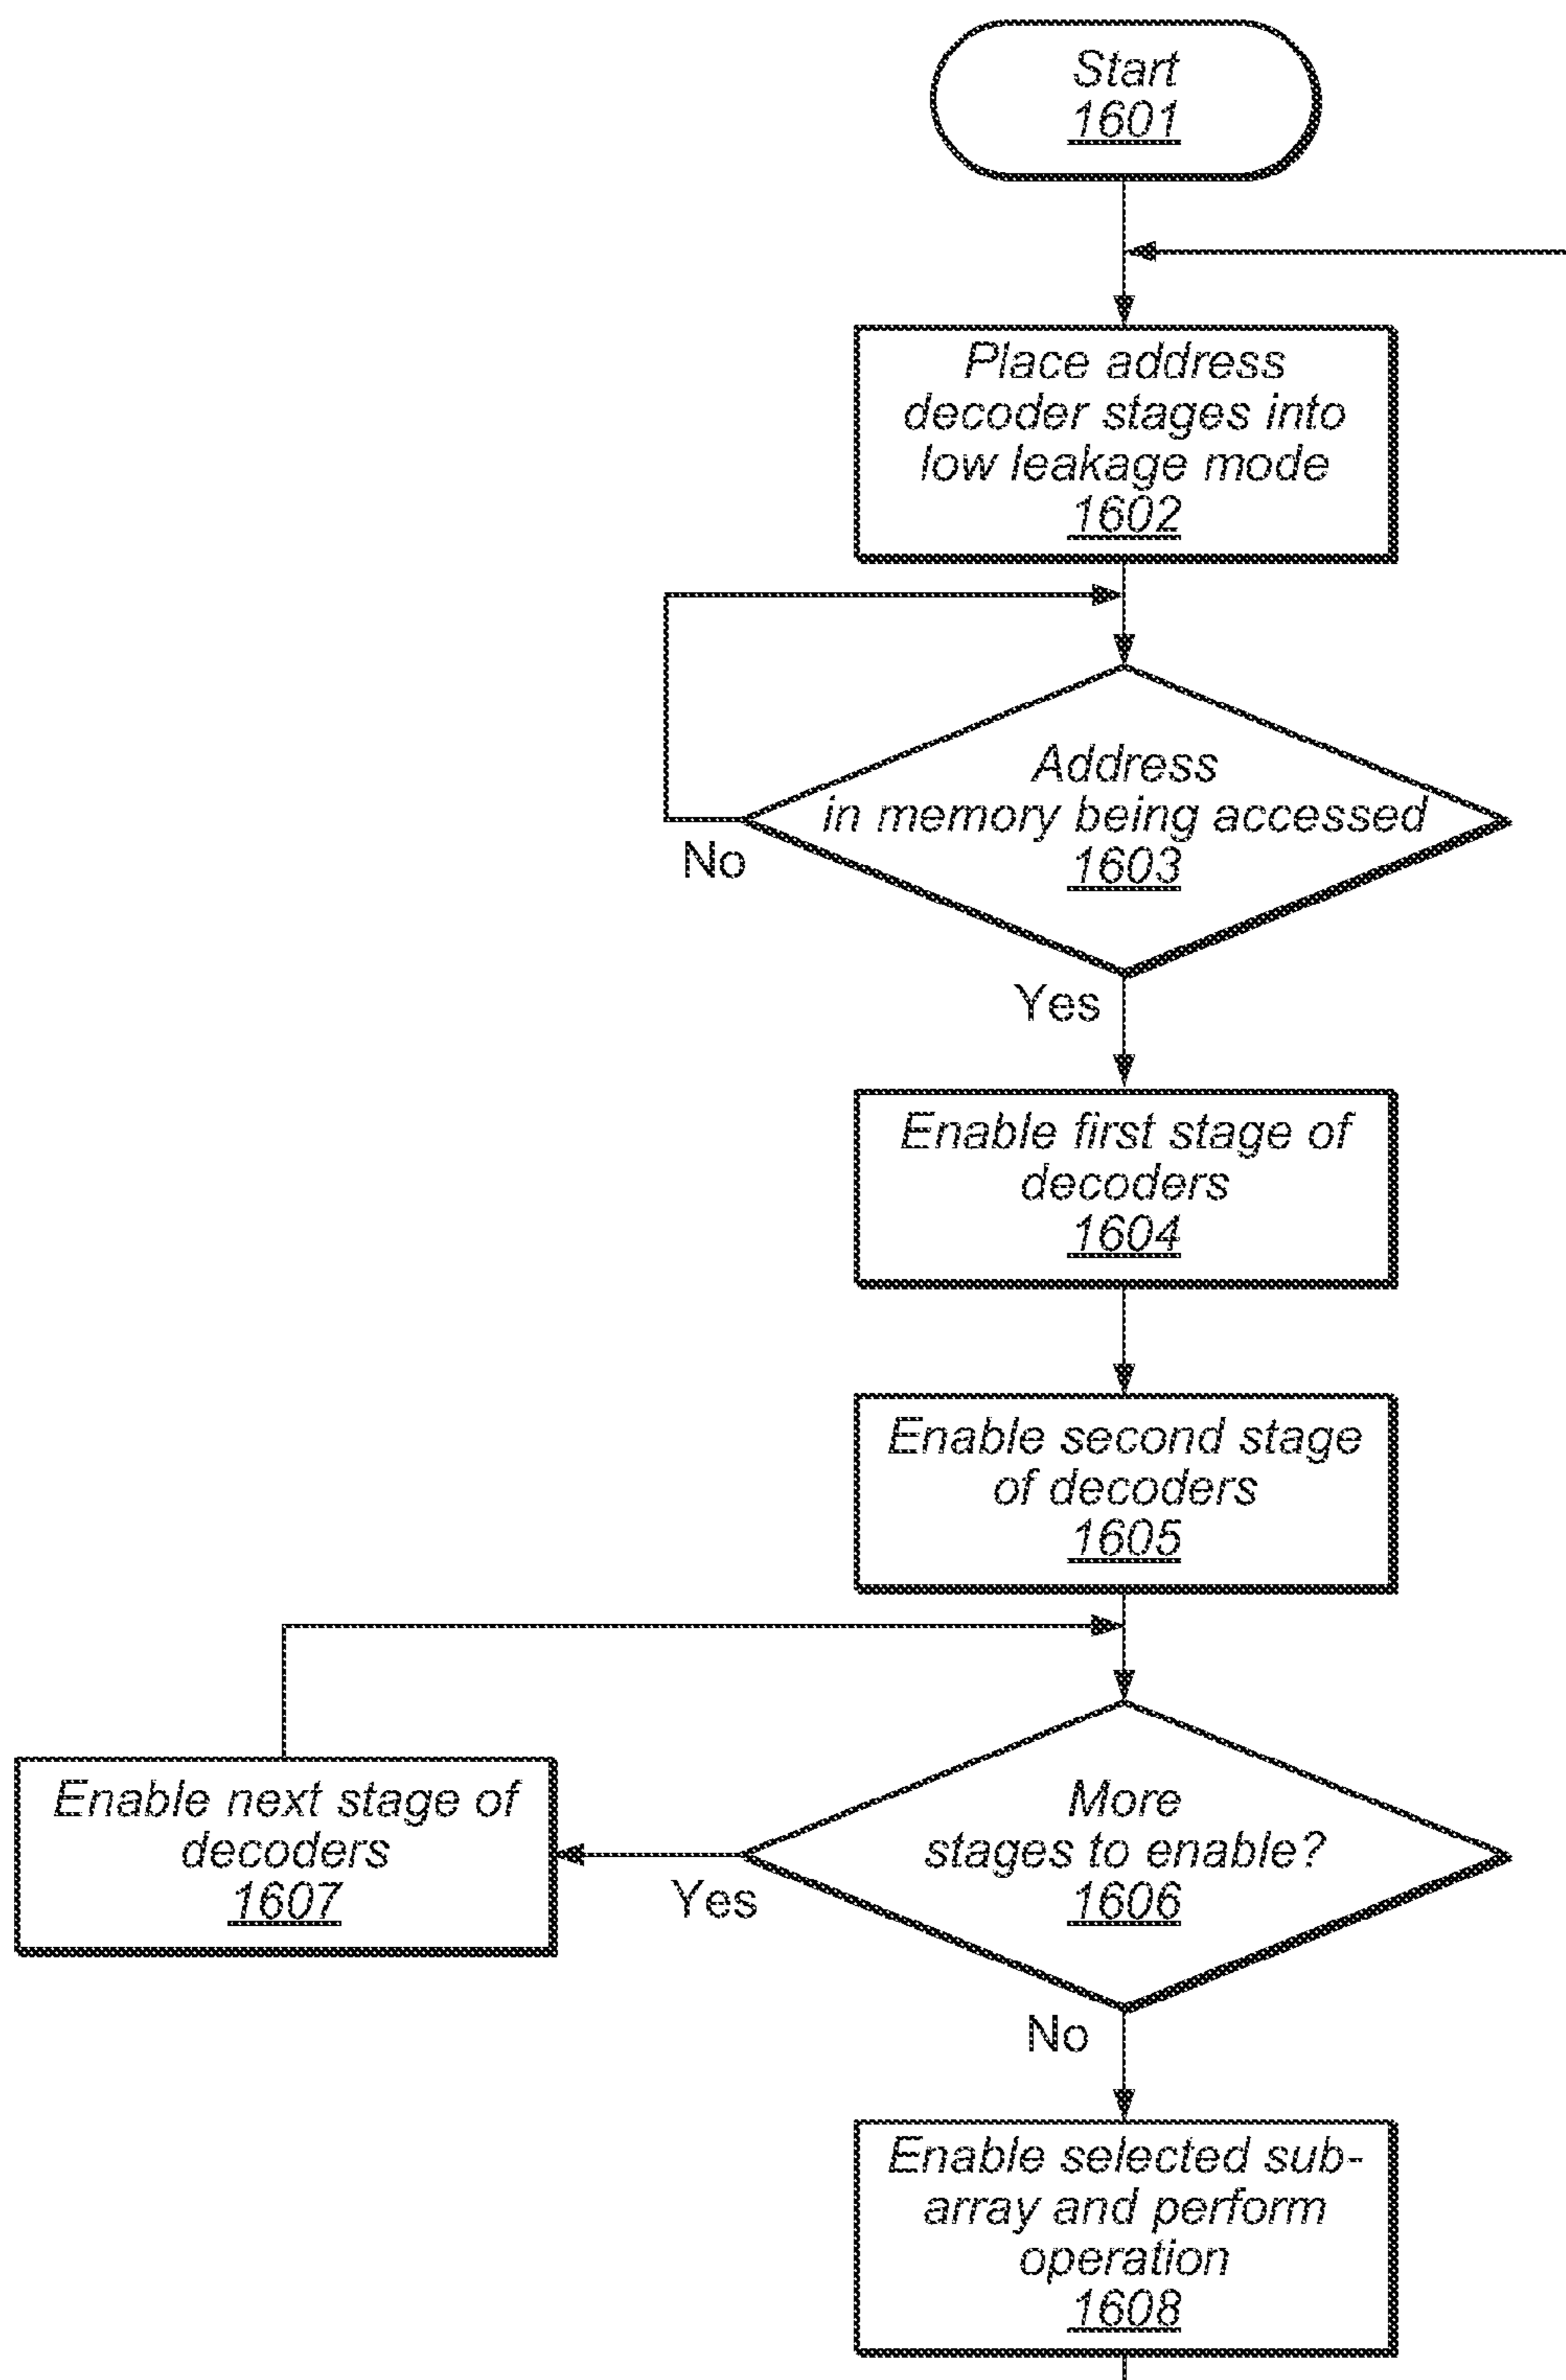 Start
1601
Place address
decoder stages into
low leakage mode
1602
Address
in memory being accessed
1603
No
Yes
Enable first stage of
decoders
1604
Enable second stage
of decoders
1605
More
stages to enable?
1606
Yes
Enable next stage of
decoders
1607
No
Enable selected sub-
array and perform
operation
1608